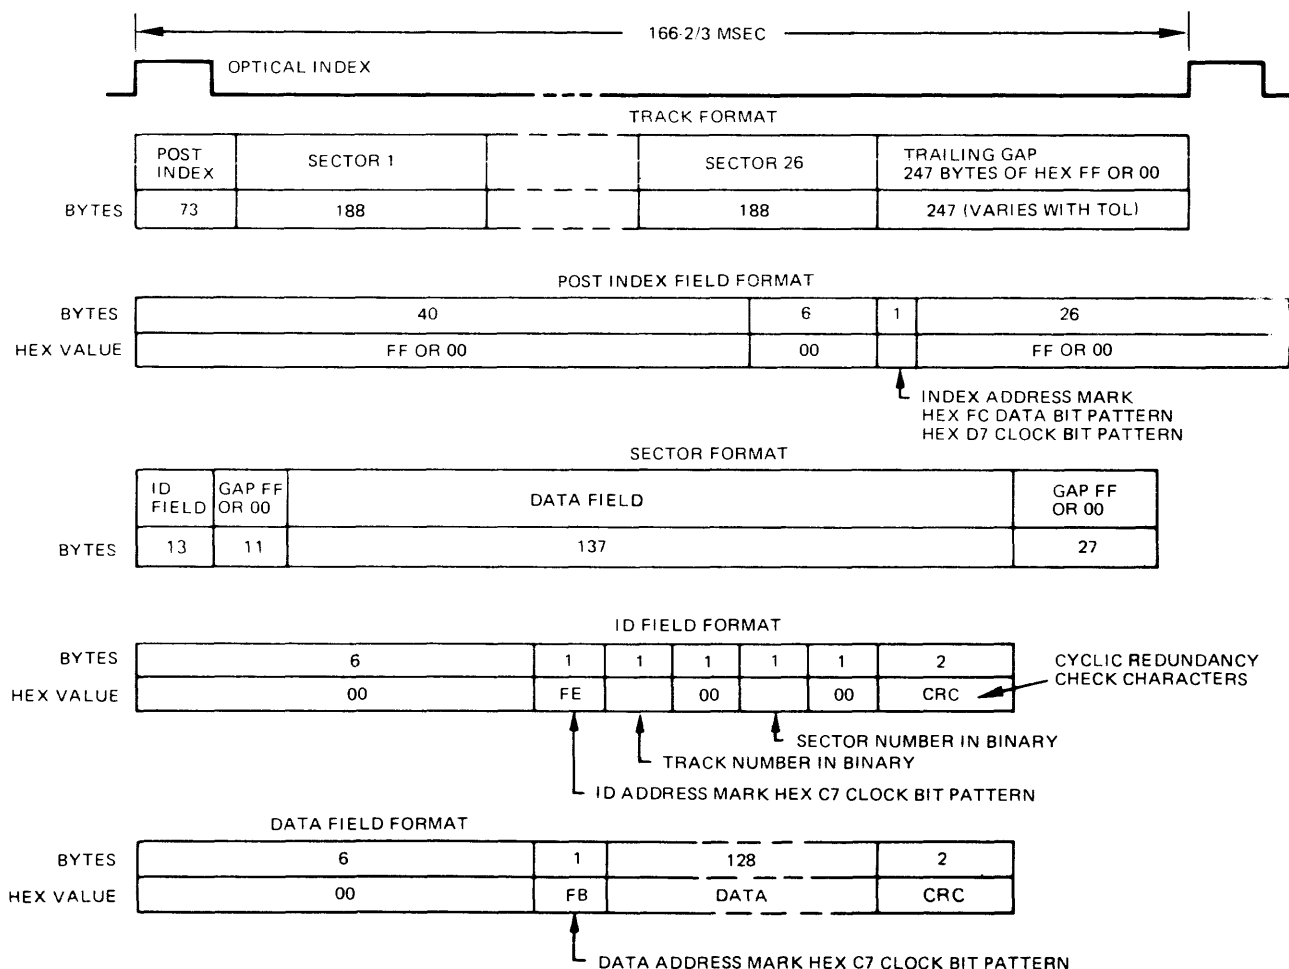 166-2/3 MSEC
OPTICAL INDEX
TRACK FORMAT
POST INDEX
SECTOR 1
SECTOR 26
TRAILING GAP
247 BYTES OF HEX FF OR 00
BYTES 73 188 188 247 (VARIES WITH TOL)
POST INDEX FIELD FORMAT
BYTES 40 6 1 26
HEX VALUE FF OR 00 00 FF OR 00
INDEX ADDRESS MARK
HEX FC DATA BIT PATTERN
HEX D7 CLOCK BIT PATTERN
SECTOR FORMAT
ID FIELD
GAP FF OR 00
DATA FIELD
GAP FF OR 00
BYTES 13 11 137 27
ID FIELD FORMAT
BYTES 6 1 1 1 1 1 2
HEX VALUE 00 FE 00 00 CRC
CYCLIC REDUNDANCY
CHECK CHARACTERS
SECTOR NUMBER IN BINARY
TRACK NUMBER IN BINARY
ID ADDRESS MARK HEX C7 CLOCK BIT PATTERN
DATA FIELD FORMAT
BYTES 6 1 128 2
HEX VALUE 00 FB DATA CRC
DATA ADDRESS MARK HEX C7 CLOCK BIT PATTERN